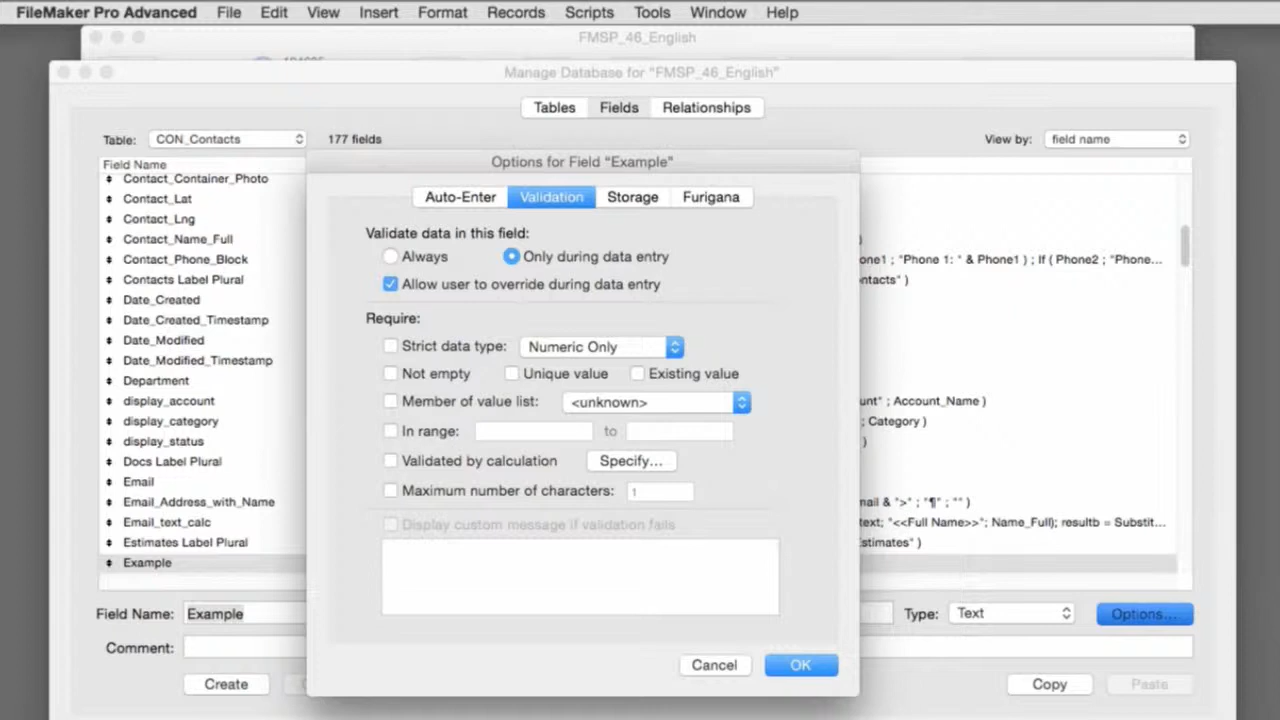 FileMaker Pro Advanced File Edit View Insert Format Records Scripts Tools Window Help
FMSP_46_English
Manage Database for "FMSP_46_English"
Tables Fields Relationships
Table: CON_Contacts 177 fields View by: field name
Field Name
Options for Field "Example"
Contact_Container_Photo
Contact_Lat
Contact_Lng
Contact_Name_Full
Contact_Phone_Block
Contacts Label Plural
Date_Created
Date_Created_Timestamp
Date_Modified
Date_Modified_Timestamp
Department
display_account
display_category
display_status
Docs Label Plural
Email
Email_Address_with_Name
Email_text_calc
Estimates Label Plural
Example
Auto-Enter Validation Storage Furigana
Validate data in this field:
Always Only during data entry
Allow user to override during data entry
Require:
Strict data type: Numeric Only
Not empty Unique value Existing value
Member of value list: <unknown>
In range: to
Validated by calculation Specify...
Maximum number of characters: 1
Display custom message if validation fails
Cancel OK
)
one1 ; "Phone 1: " & Phone1 ) ; If ( Phone2 ; "Phone...
ntacts" )
unt" ; Account_Name )
; Category )
)
mail & ">" ; "¶" ; "" )
text; "<<Full Name>>"; Name_Full); resultb = Substit...
Estimates" )
Field Name: Example Type: Text Options...
Comment:
Create Copy Paste